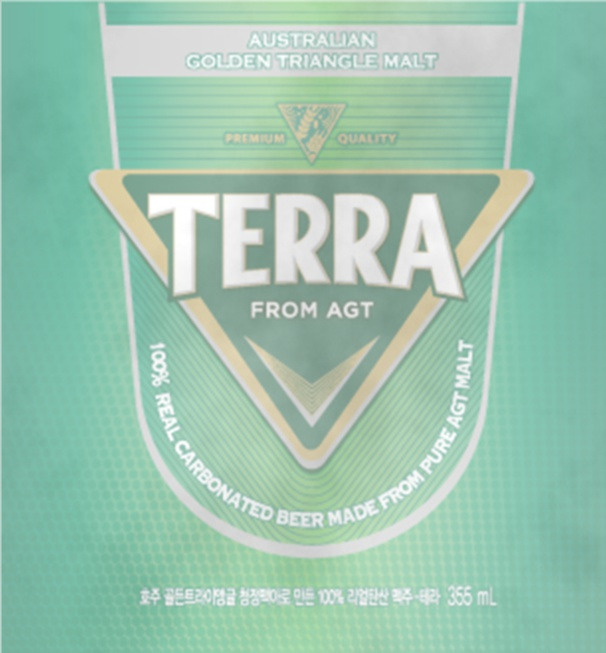 AUSTRALIAN
GOLDEN TRIANGLE MALT
PREMIUM QUALITY
TERRA
FROM AGT
100% REAL CARBONATED BEER MADE FROM PURE AGT MALT
호주 골든트라이앵글 청정맥아로 만든 100% 리얼탄산 맥주-테라 355 mL